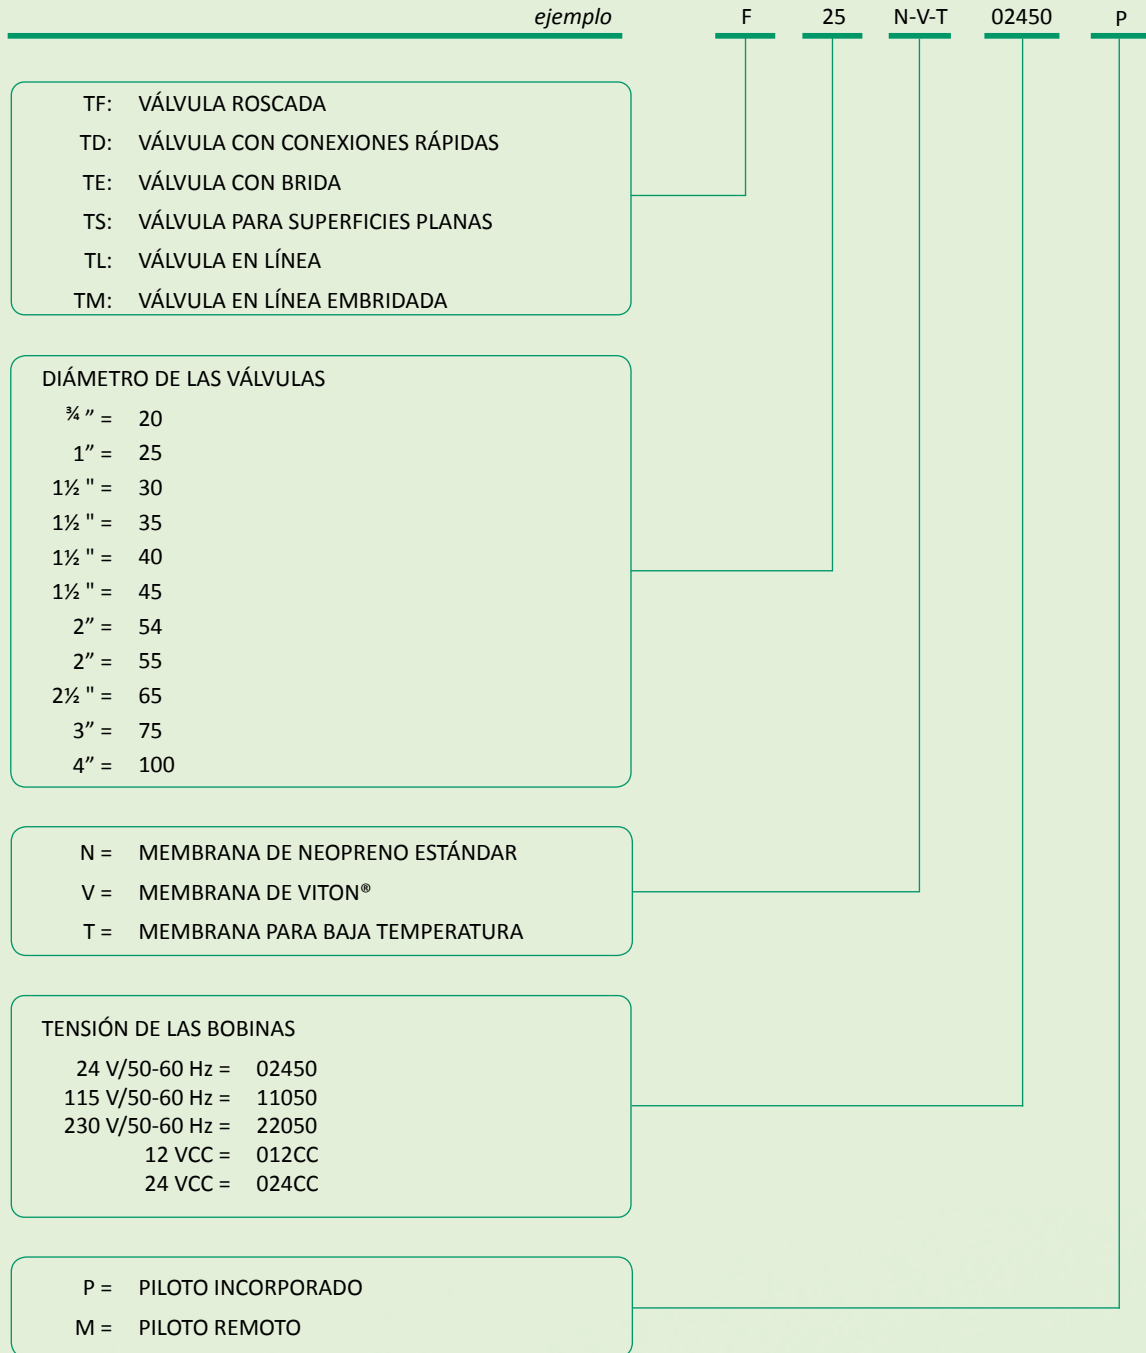 ejemplo F 25 N-V-T 02450 P
TF: VÁLVULA ROSCADA
TD: VÁLVULA CON CONEXIONES RÁPIDAS
TE: VÁLVULA CON BRIDA
TS: VÁLVULA PARA SUPERFICIES PLANAS
TL: VÁLVULA EN LÍNEA
TM: VÁLVULA EN LÍNEA EMBRIDADA
DIÁMETRO DE LAS VÁLVULAS
¾ ” = 20
1” = 25
1½ " = 30
1½ " = 35
1½ " = 40
1½ " = 45
2” = 54
2” = 55
2½ " = 65
3” = 75
4” = 100
N = MEMBRANA DE NEOPRENO ESTÁNDAR
V = MEMBRANA DE VITON®
T = MEMBRANA PARA BAJA TEMPERATURA
TENSIÓN DE LAS BOBINAS
24 V/50-60 Hz = 02450
115 V/50-60 Hz = 11050
230 V/50-60 Hz = 22050
12 VCC = 012CC
24 VCC = 024CC
P = PILOTO INCORPORADO
M = PILOTO REMOTO